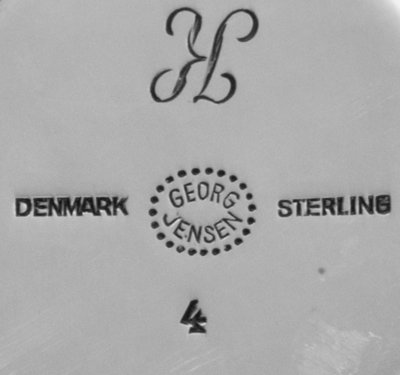 DENMARK
GEORG
JENSEN
STERLING
4